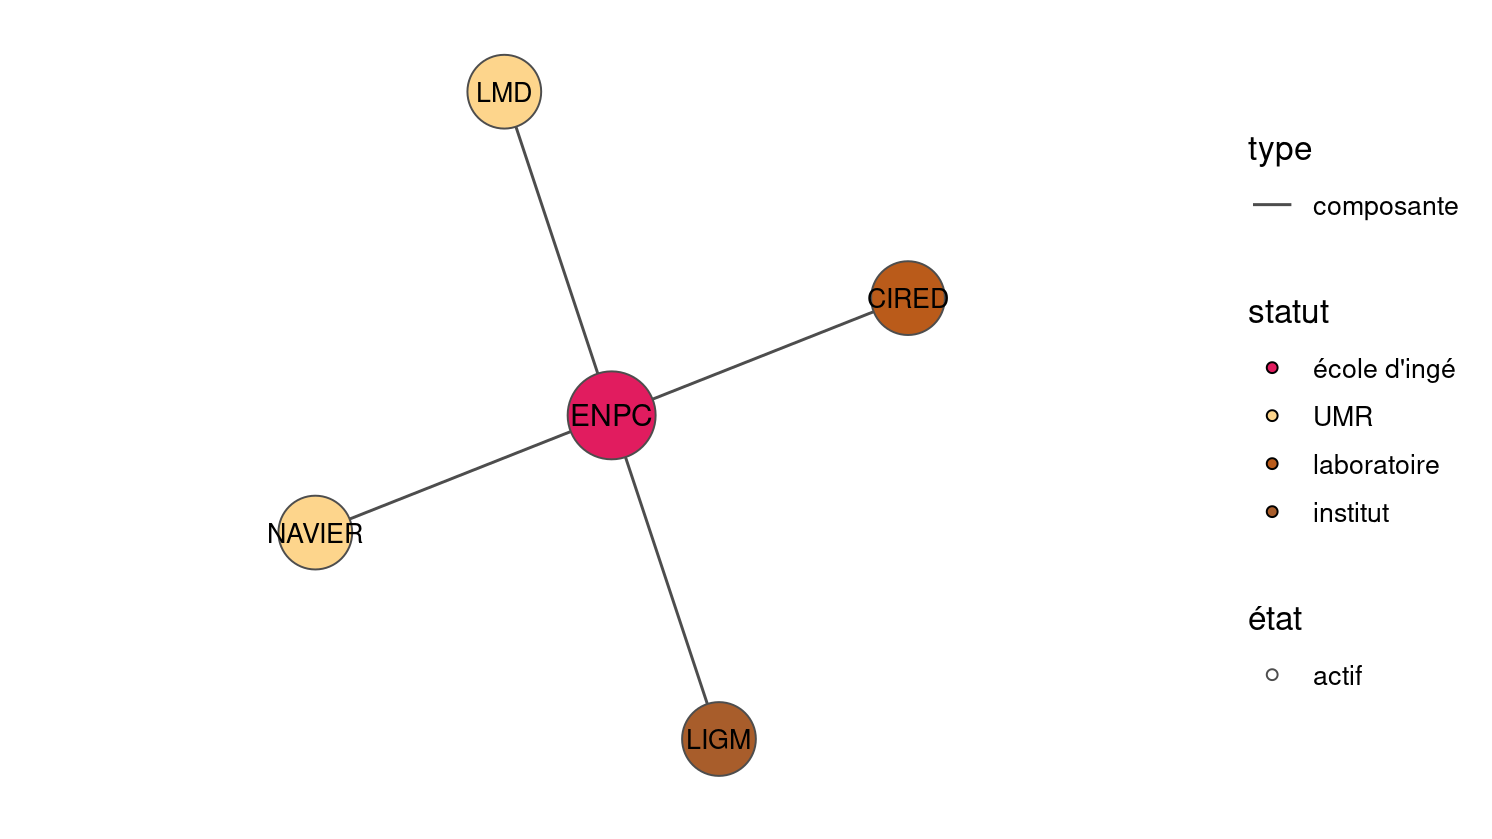 LMD
CIRED
ENPC
NAVIER
LIGM
type
composante
statut
école d'ingé
UMR
laboratoire
institut
état
actif